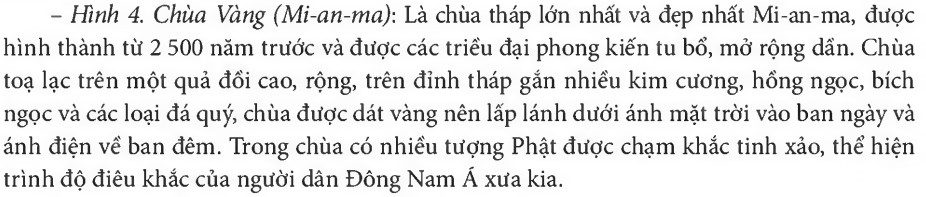 – Hình 4. Chùa Vàng (Mi-an-ma): Là chùa tháp lớn nhất và đẹp nhất Mi-an-ma, được
hình thành từ 2 500 năm trước và được các triều đại phong kiến tu bổ, mở rộng dần. Chùa
toạ lạc trên một quả đồi cao, rộng, trên đỉnh tháp gắn nhiều kim cương, hồng ngọc, bích
ngọc và các loại đá quý, chùa được dát vàng nên lấp lánh dưới ánh mặt trời vào ban ngày và
ánh điện về ban đêm. Trong chùa có nhiều tượng Phật được chạm khắc tinh xảo, thể hiện
trình độ điêu khắc của người dân Đông Nam Á xưa kia.